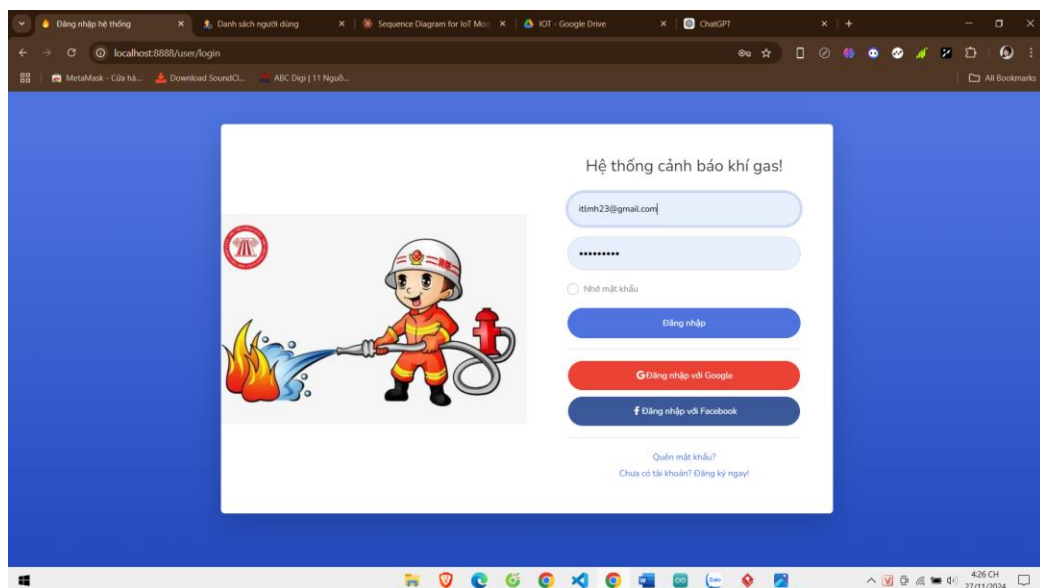 Đăng nhập hệ thống
Danh sách người dùng
Sequence Diagram for IoT Mo
IOT - Google Drive
ChatGPT
localhost:8888/user/login
MetaMask - Cửa hà...
Download SoundCl...
ABC Digi | 11 Nguồ...
All Bookmarks
Hệ thống cảnh báo khí gas!
itlmh23@gmail.com
•••••••••
Nhớ mật khẩu
Đăng nhập
Đăng nhập với Google
Đăng nhập với Facebook
Quên mật khẩu?
Chưa có tài khoản? Đăng ký ngay!
4:26 CH
27/11/2024